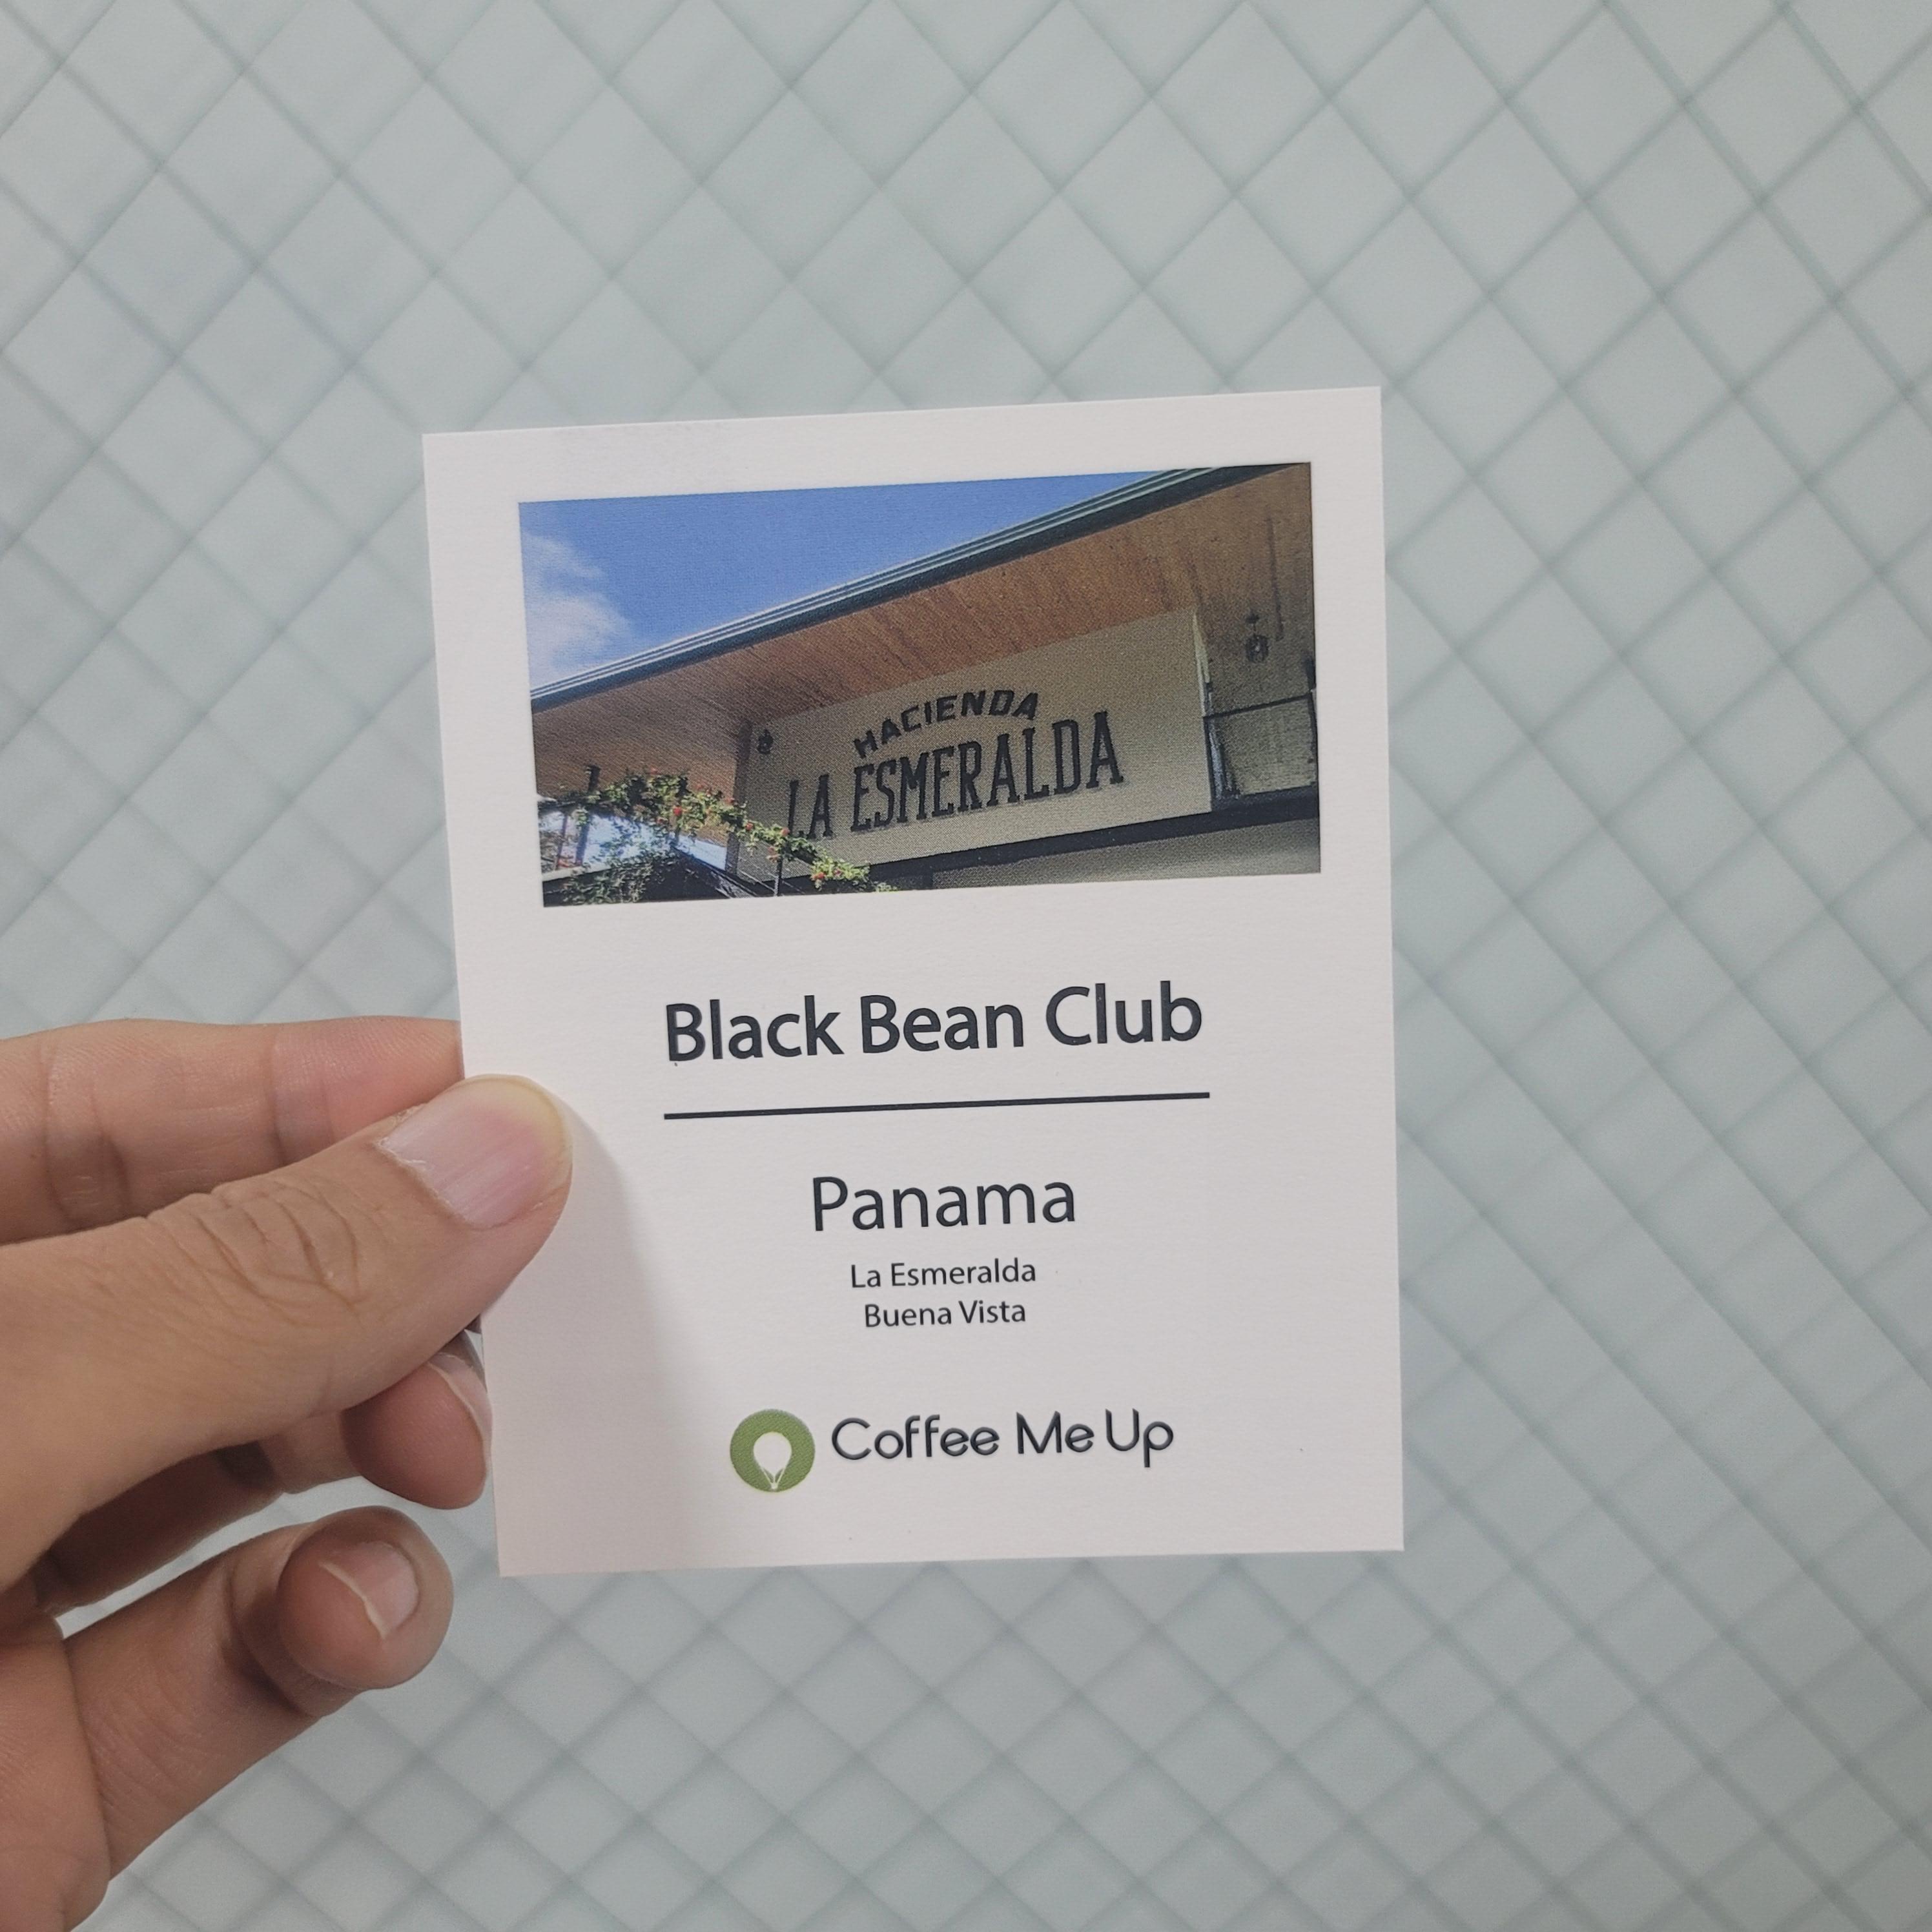 HACIENDA
LA ESMERALDA
Black Bean Club
Panama
La Esmeralda
Buena Vista
Coffee Me Up